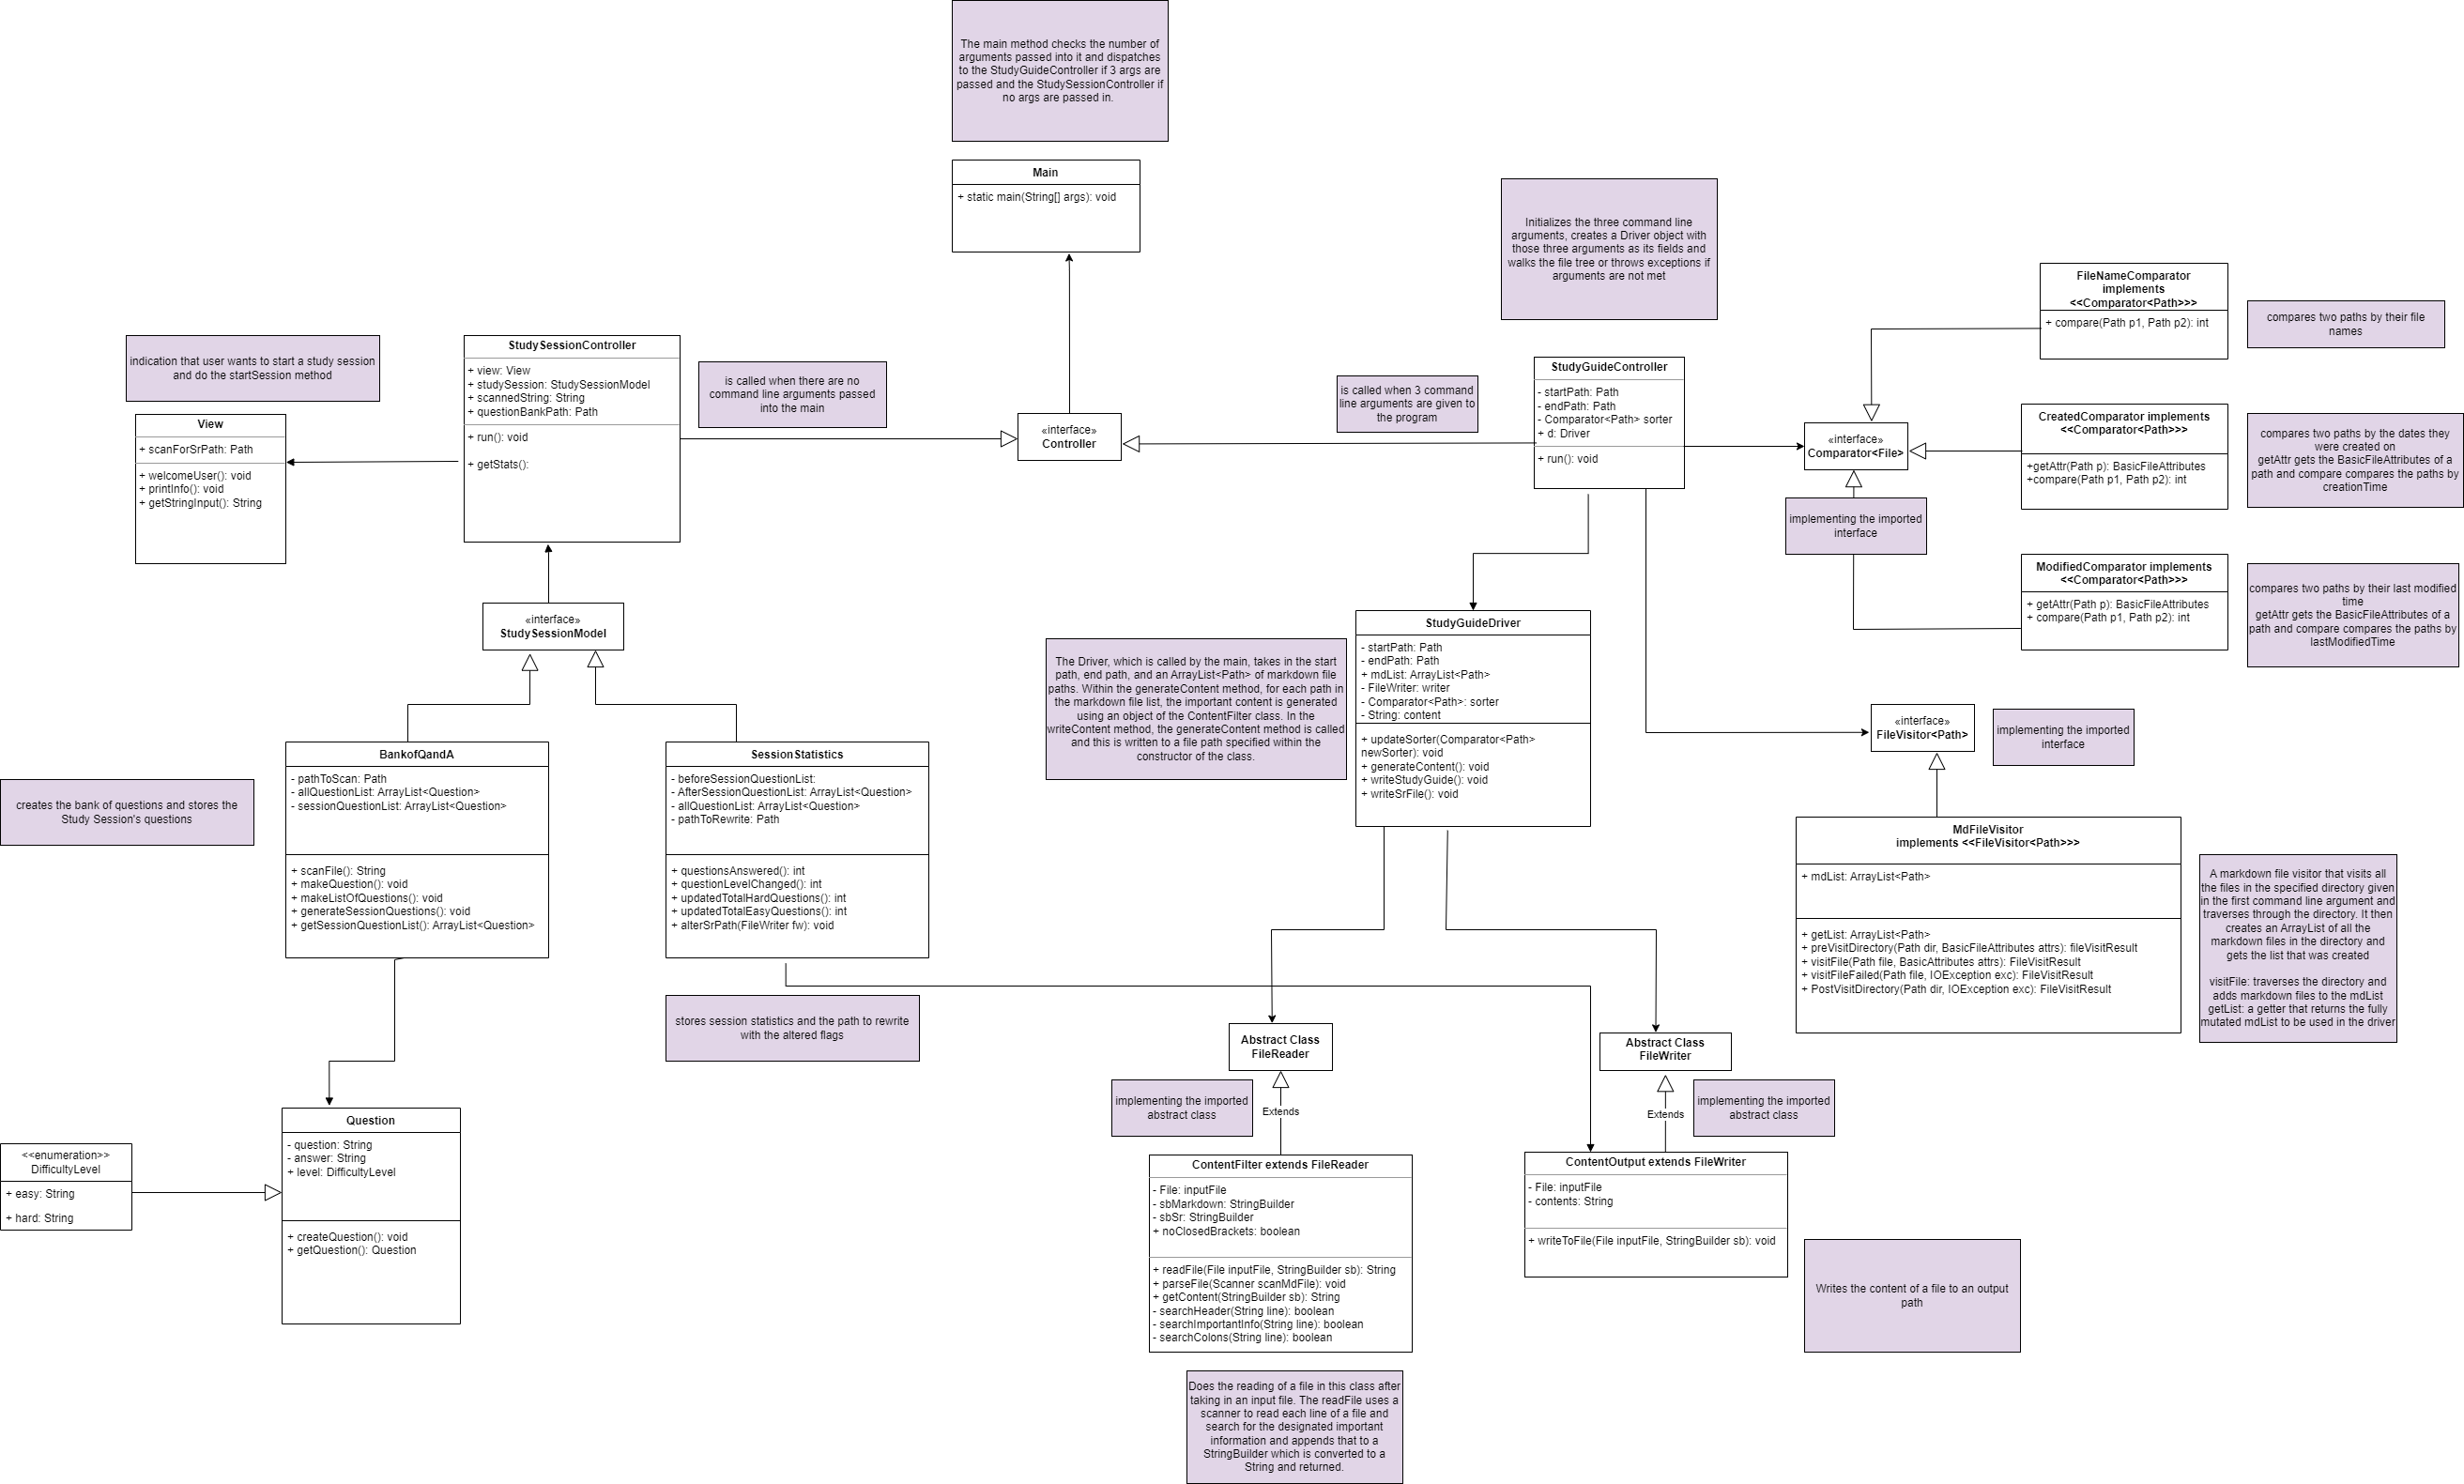 The main method checks the number of
arguments passed into it and dispatches
to the StudyGuideController if 3 args are
passed and the StudySessionController if
no args are passed in.
Main
+ static main(String[] args): void
Initializes the three command line
arguments, creates a Driver object with
those three arguments as its fields and
walks the file tree or throws exceptions if
arguments are not met
FileNameComparator
implements
<<Comparator<Path>>>
+ compare(Path p1, Path p2): int
compares two paths by their file
names
indication that user wants to start a study session
and do the startSession method
StudySessionController
+ view: View
+ studySession: StudySessionModel
+ scannedString: String
+ questionBankPath: Path
+ run(): void
+ getStats():
is called when there are no
command line arguments passed
into the main
is called when 3 command
line arguments are given to
the program
StudyGuideController
- startPath: Path
- endPath: Path
- Comparator<Path> sorter
+ d: Driver
+ run(): void
View
+ scanForSrPath: Path
+ welcomeUser(): void
+ printInfo(): void
+ getStringInput(): String
«interface»
Controller
«interface»
Comparator<File>
CreatedComparator implements
<<Comparator<Path>>>
+getAttr(Path p): BasicFileAttributes
+compare(Path p1, Path p2): int
compares two paths by the dates they
were created on
getAttr gets the BasicFileAttributes of a
path and compare compares the paths by
creationTime
implementing the imported
interface
ModifiedComparator implements
<<Comparator<Path>>>
+ getAttr(Path p): BasicFileAttributes
+ compare(Path p1, Path p2): int
compares two paths by their last modified
time
getAttr gets the BasicFileAttributes of a
path and compare compares the paths by
lastModifiedTime
«interface»
StudySessionModel
The Driver, which is called by the main, takes in the start
path, end path, and an ArrayList<Path> of markdown file
paths. Within the generateContent method, for each path in
the markdown file list, the important content is generated
using an object of the ContentFilter class. In the
writeContent method, the generateContent method is called
and this is written to a file path specified within the
constructor of the class.
StudyGuideDriver
- startPath: Path
- endPath: Path
+ mdList: ArrayList<Path>
- FileWriter: writer
- Comparator<Path>: sorter
- String: content
+ updateSorter(Comparator<Path>
newSorter): void
+ generateContent(): void
+ writeStudyGuide(): void
+ writeSrFile(): void
«interface»
FileVisitor<Path>
implementing the imported
interface
BankofQandA
- pathToScan: Path
- allQuestionList: ArrayList<Question>
- sessionQuestionList: ArrayList<Question>
+ scanFile(): String
+ makeQuestion(): void
+ makeListOfQuestions(): void
+ generateSessionQuestions(): void
+ getSessionQuestionList(): ArrayList<Question>
creates the bank of questions and stores the
Study Session's questions
SessionStatistics
- beforeSessionQuestionList:
- AfterSessionQuestionList: ArrayList<Question>
- allQuestionList: ArrayList<Question>
- pathToRewrite: Path
+ questionsAnswered(): int
+ questionLevelChanged(): int
+ updatedTotalHardQuestions(): int
+ updatedTotalEasyQuestions(): int
+ alterSrPath(FileWriter fw): void
MdFileVisitor
implements <<FileVisitor<Path>>>
+ mdList: ArrayList<Path>
+ getList: ArrayList<Path>
+ preVisitDirectory(Path dir, BasicFileAttributes attrs): fileVisitResult
+ visitFile(Path file, BasicAttributes attrs): FileVisitResult
+ visitFileFailed(Path file, IOException exc): FileVisitResult
+ PostVisitDirectory(Path dir, IOException exc): FileVisitResult
A markdown file visitor that visits all
the files in the specified directory given
in the first command line argument and
traverses through the directory. It then
creates an ArrayList of all the
markdown files in the directory and
gets the list that was created
visitFile: traverses the directory and
adds markdown files to the mdList
getList: a getter that returns the fully
mutated mdList to be used in the driver
stores session statistics and the path to rewrite
with the altered flags
Abstract Class
FileReader
Abstract Class
FileWriter
implementing the imported
abstract class
Extends
Extends
implementing the imported
abstract class
Question
- question: String
- answer: String
+ level: DifficultyLevel
+ createQuestion(): void
+ getQuestion(): Question
<<enumeration>>
DifficultyLevel
+ easy: String
+ hard: String
ContentFilter extends FileReader
- File: inputFile
- sbMarkdown: StringBuilder
- sbSr: StringBuilder
+ noClosedBrackets: boolean
+ readFile(File inputFile, StringBuilder sb): String
+ parseFile(Scanner scanMdFile): void
+ getContent(StringBuilder sb): String
- searchHeader(String line): boolean
- searchImportantInfo(String line): boolean
- searchColons(String line): boolean
ContentOutput extends FileWriter
- File: inputFile
- contents: String
+ writeToFile(File inputFile, StringBuilder sb): void
Writes the content of a file to an output
path
Does the reading of a file in this class after
taking in an input file. The readFile uses a
scanner to read each line of a file and
search for the designated important
information and appends that to a
StringBuilder which is converted to a
String and returned.